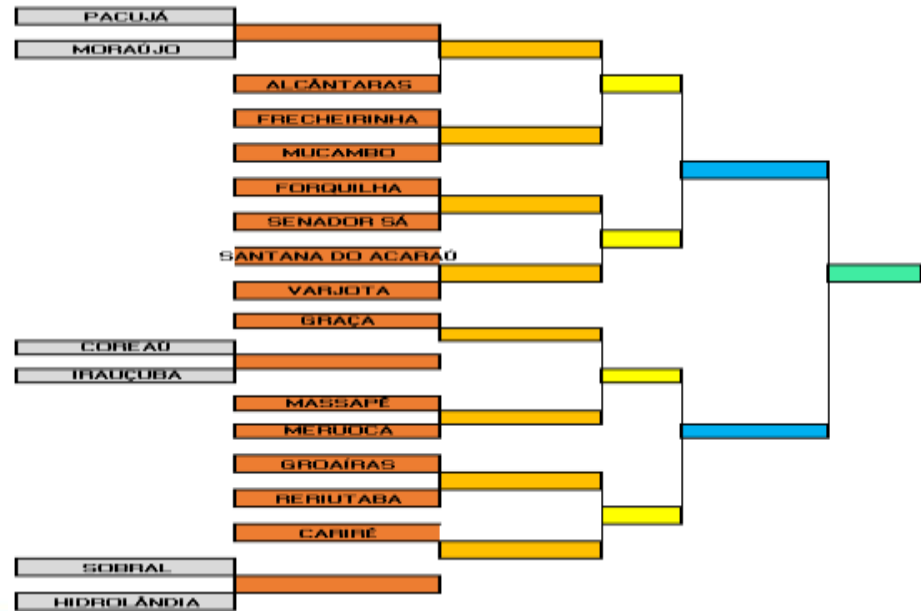 PACUJÁ
MORAÚJO
ALCÂNTARAS
FRECHEIRINHA
MUCAMBO
FORQUILHA
SENADOR SÁ
SANTANA DO ACARAÚ
VARJOTA
GRAÇA
COREAÚ
IRAUÇUBA
MASSAPÊ
MERUOCA
GROAÍRAS
RERIUTABA
CARIRÉ
SOBRAL
HIDROLÂNDIA